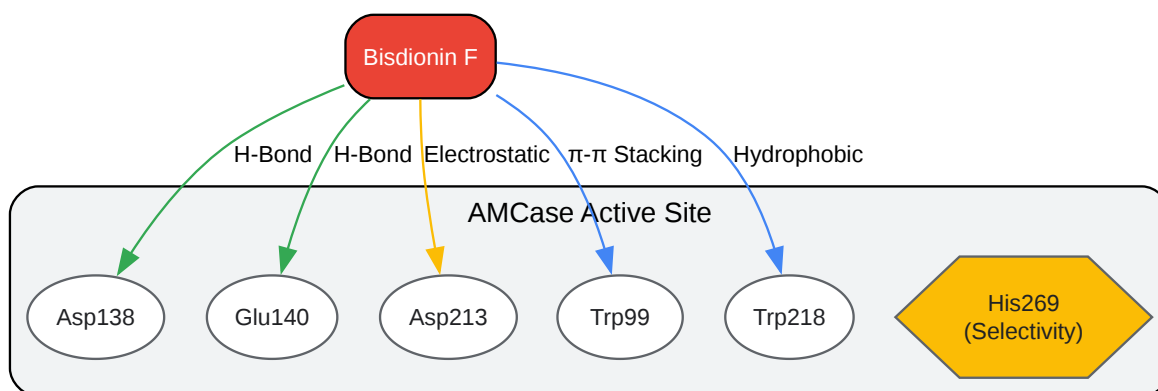 Bisdionin F
H-Bond H-Bond Electrostatic π-π Stacking Hydrophobic
AMCase Active Site
Asp138 Glu140 Asp213 Trp99 Trp218 His269
(Selectivity)